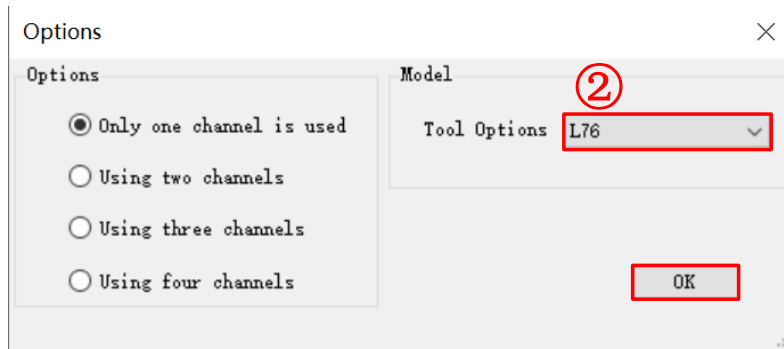 Options
Options
Only one channel is used
Using two channels
Using three channels
Using four channels
Model
②
Tool Options L76
OK